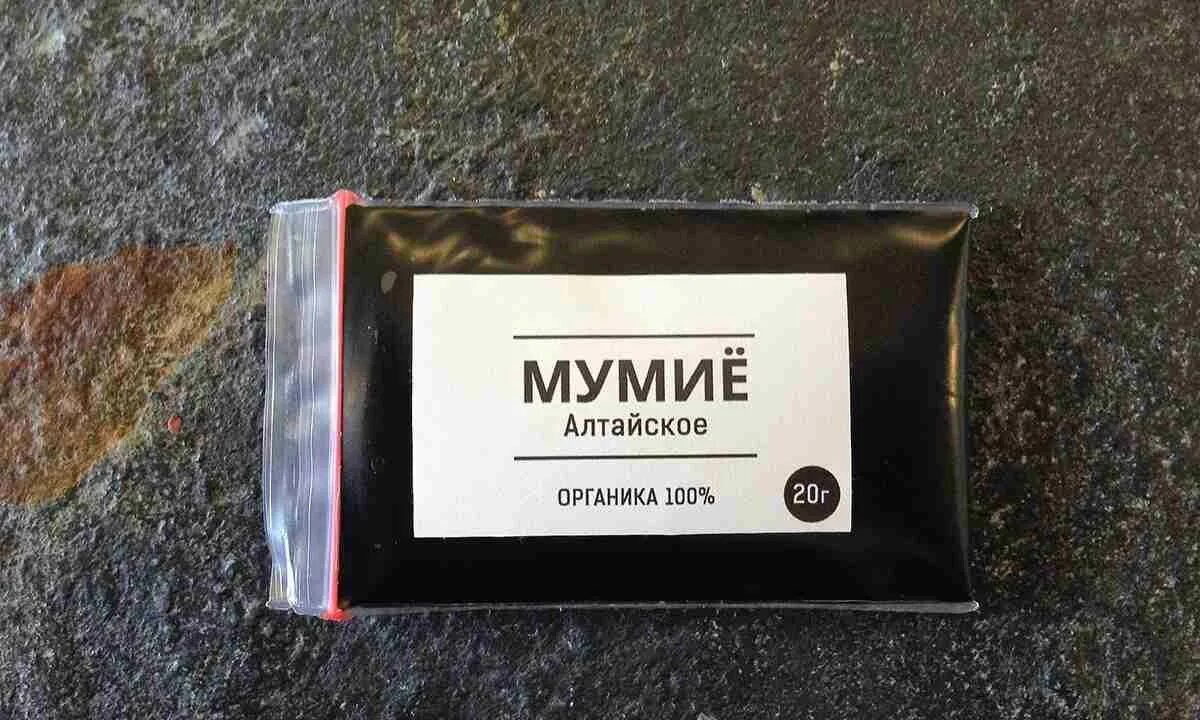 МУМИЁ
Алтайское
ОРГАНИКА 100%
20г